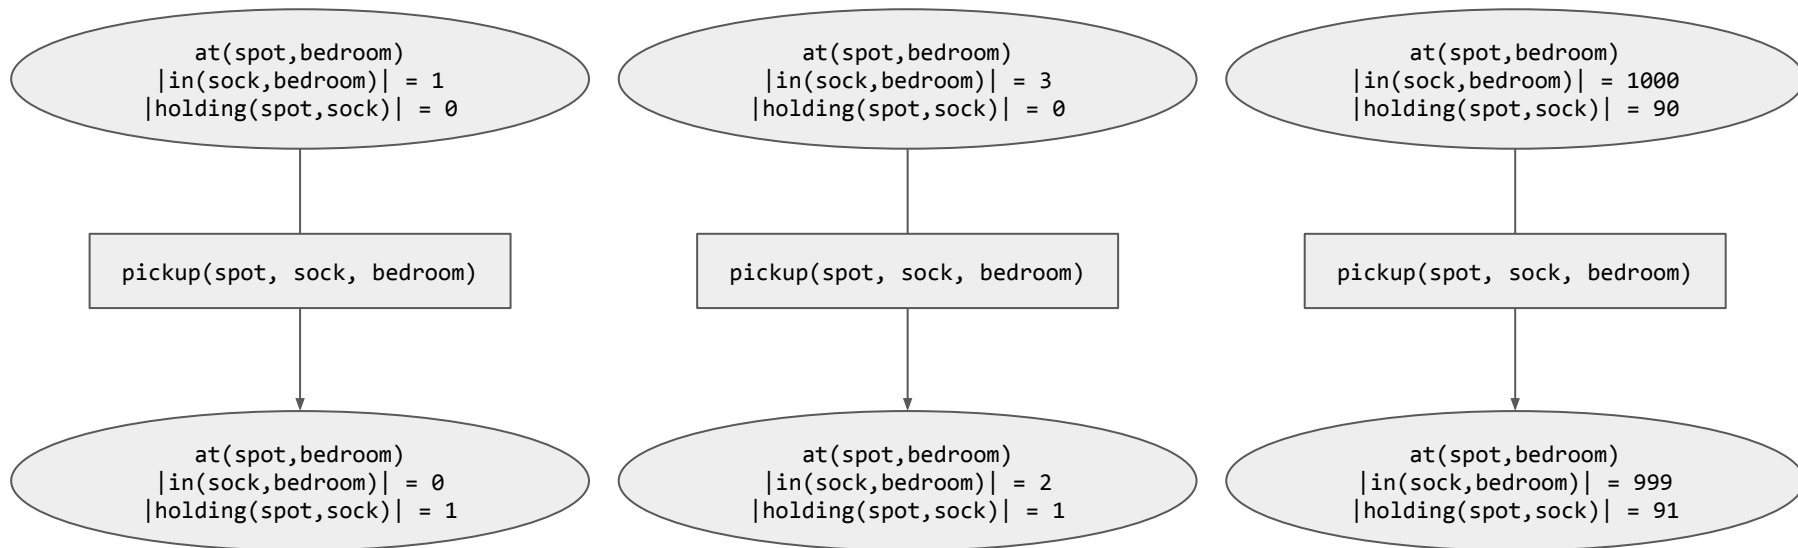 at(spot,bedroom)
|in(sock,bedroom)| = 1
|holding(spot,sock)| = 0
pickup(spot, sock, bedroom)
at(spot,bedroom)
|in(sock,bedroom)| = 0
|holding(spot,sock)| = 1
at(spot,bedroom)
|in(sock,bedroom)| = 3
|holding(spot,sock)| = 0
pickup(spot, sock, bedroom)
at(spot,bedroom)
|in(sock,bedroom)| = 2
|holding(spot,sock)| = 1
at(spot,bedroom)
|in(sock,bedroom)| = 1000
|holding(spot,sock)| = 90
pickup(spot, sock, bedroom)
at(spot,bedroom)
|in(sock,bedroom)| = 999
|holding(spot,sock)| = 91